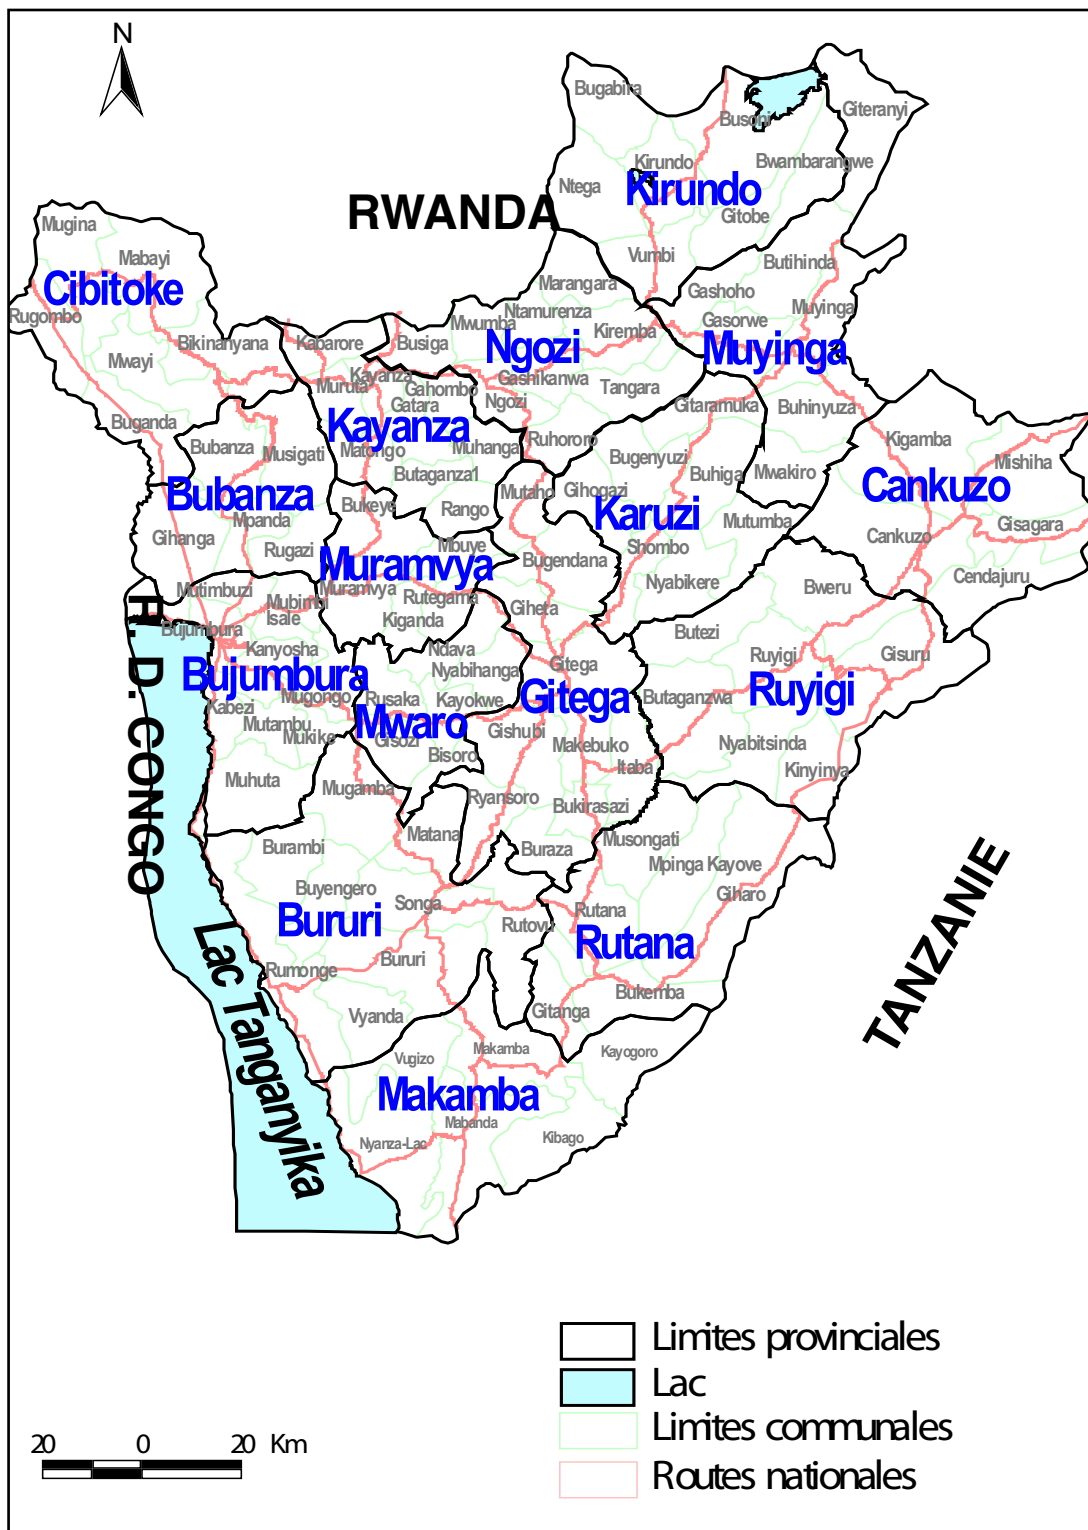 N
Bugabira
Giteranyi
Busoni
Kirundo
Bwambarangwe
Ntega
Kirundo
RWANDA
Gitobe
Mugina
Mabayi
Vumbi
Butihinda
Cibitoke
Marangara
Gashoho
Rugombo
Ntamurenza
Muyinga
Mwumba
Gasorwe
Kiremba
Bikinanyana
Kabarore
Busiga
Ngozi
Muyinga
Mwayi
Kayanza
Gashikanwa
Muruta
Gahombo
Tangara
Ngozi
Gatara
Gitaramuka
Buhinyuza
Buganda
Kayanza
Bubanza
Musigati
Matongo
Muhanga
Ruhororo
Kigamba
Bugenyuzi
Mishiha
Butaganza1
Buhiga
Mwakiro
Bubanza
Mutaho
Gihogazi
Cankuzo
Bukeye
Rango
Karuzi
Mpanda
Mutumba
Gisagara
Gihanga
Cankuzo
Rugazi
Mbuye
Shombo
Muramvya
Bugendana
Cendajuru
Nyabikere
Mutimbuzi
Muramvya
Bweru
Mubimbi
Rutegama
Giheta
Isale
Kiganda
Bujumbura
Butezi
Kanyosha
Ndava
Ruyigi
Gisuru
Bujumbura
Nyabihanga
Gitega
Mugongo
Rusaka
Kayokwe
Gitega
Butaganzwa
Ruyigi
Kabezi
Mutambu
Mwaro
Gishubi
Mukike
Gisozi
Makebuko
Nyabitsinda
Bisoro
Itaba
Kinyinya
Muhuta
Mugamba
Ryansoro
Bukirasazi
R. D. CONGO
Matana
Musongati
Burambi
Buraza
Mpinga Kayove
Buyengero
Giharo
Songa
Rutana
Bururi
Rutovu
Rutana
TANZANIE
Bururi
Rumonge
Bukemba
Lac Tanganyika
Vyanda
Gitanga
Makamba
Kayogoro
Vugizo
Makamba
Mabanda
Nyanza-Lac
Kibago
Limites provinciales
Lac
Limites communales
Routes nationales
20 0 20 Km